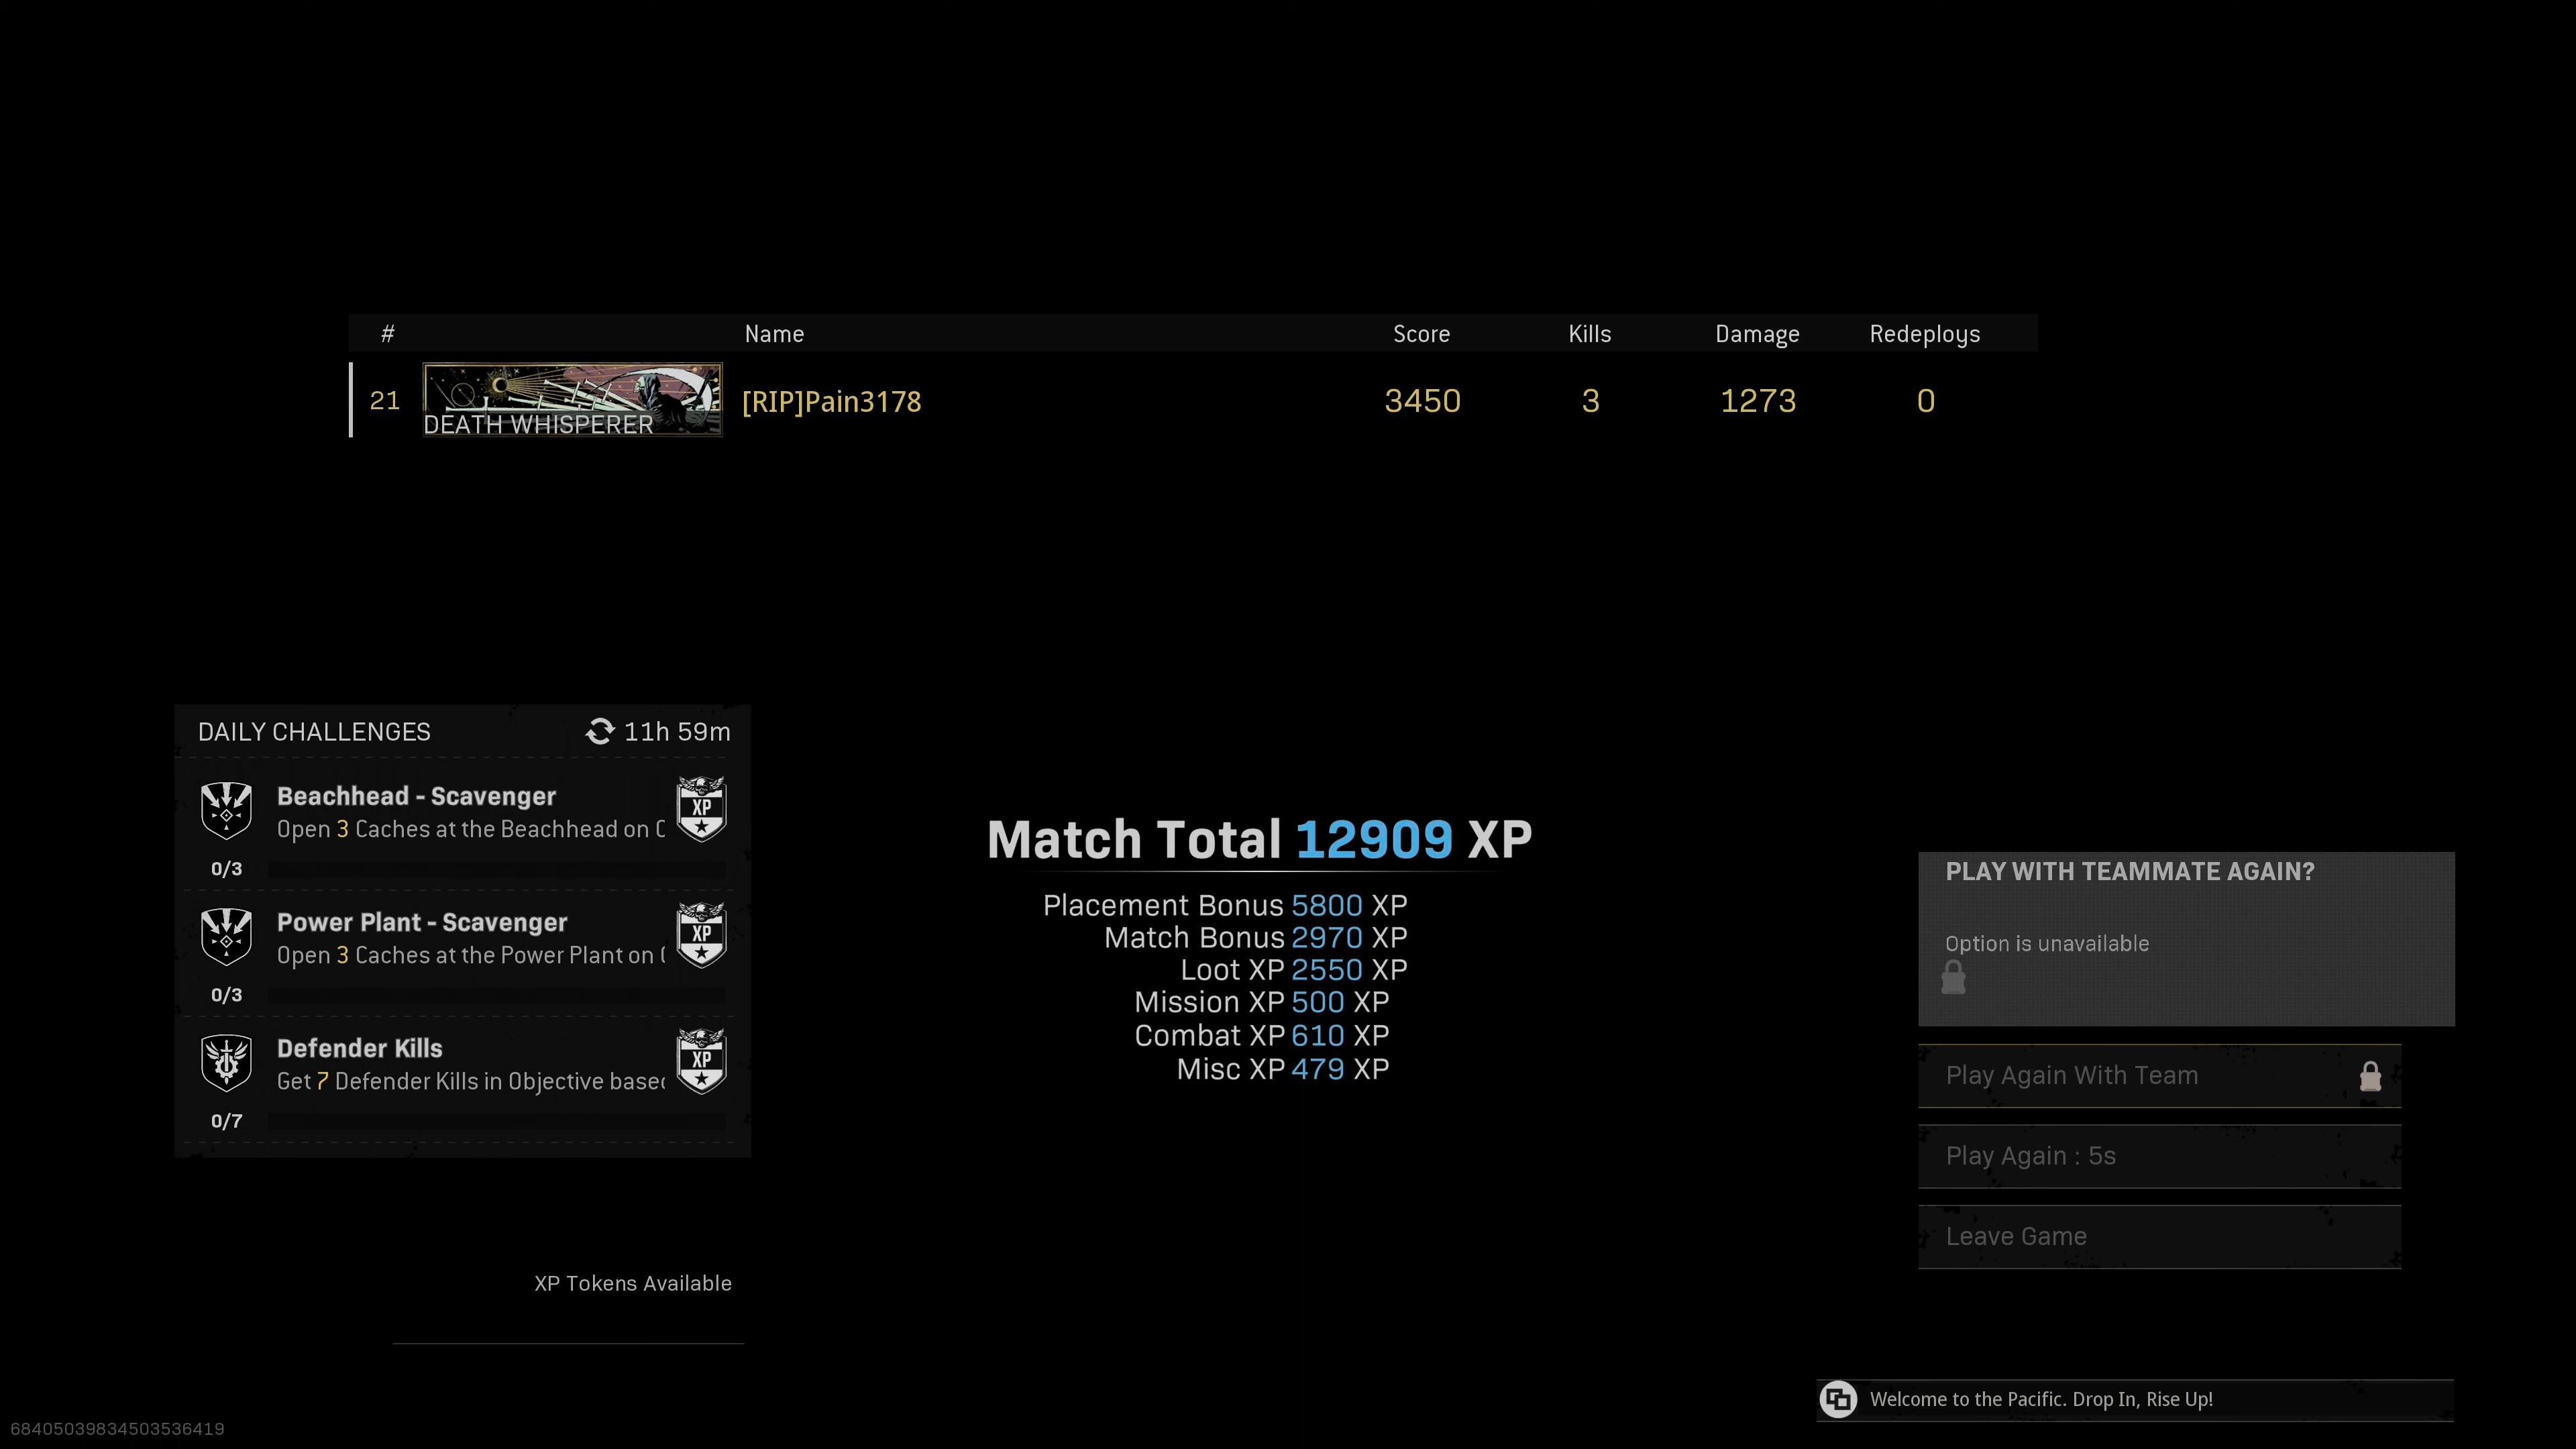 # Name Score Kills Damage Redeploys
21 DEATH WHISPERER [RIP]Pain3178 3450 3 1273 0
DAILY CHALLENGES 11h 59m
Beachhead - Scavenger
Open 3 Caches at the Beachhead on
XP
0/3
Power Plant - Scavenger
Open 3 Caches at the Power Plant on
XP
0/3
Defender Kills
Get 7 Defender Kills in Objective based
XP
0/7
XP Tokens Available
Match Total 12909 XP
Placement Bonus 5800 XP
Match Bonus 2970 XP
Loot XP 2550 XP
Mission XP 500 XP
Combat XP 610 XP
Misc XP 479 XP
PLAY WITH TEAMMATE AGAIN?
Option is unavailable
Play Again With Team
Play Again : 5s
Leave Game
Welcome to the Pacific. Drop In, Rise Up!
68405039834503536419